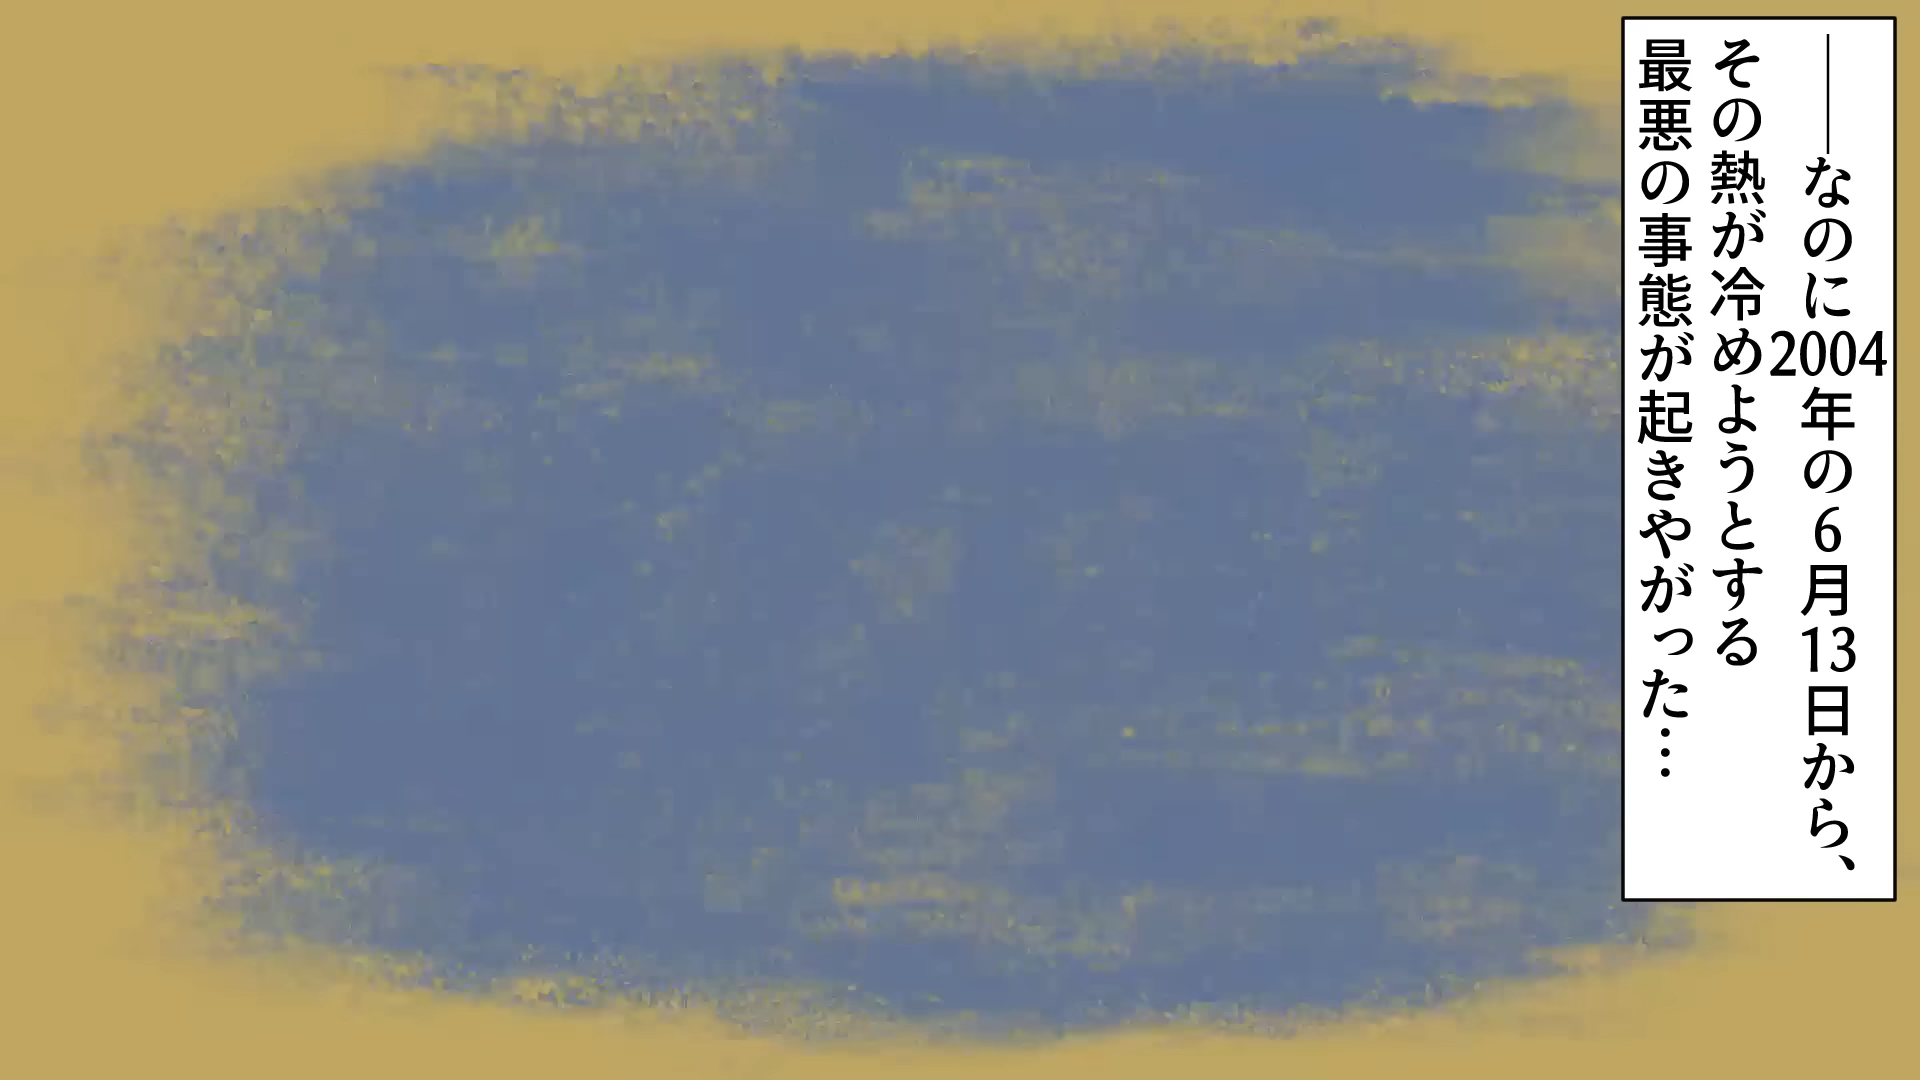 ――なのに2004年の6月13日から、
その熱が冷めようとする
最悪の事態が起きやがった…